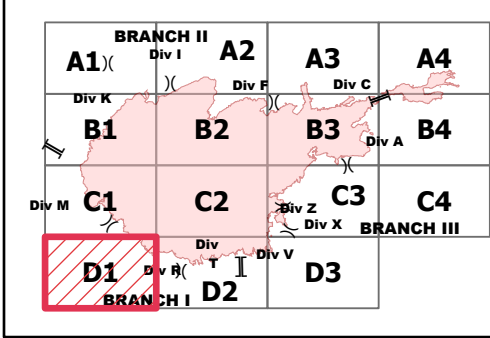 BRANCH II
A1
Div I
A2
A3
A4
Div K
Div F
Div C
B1
B2
B3
B4
Div A
Div M
C1
C2
C3
C4
Div Z
Div X
BRANCH III
Div
T
Div V
D1
Div R
D2
D3
BRANCH I